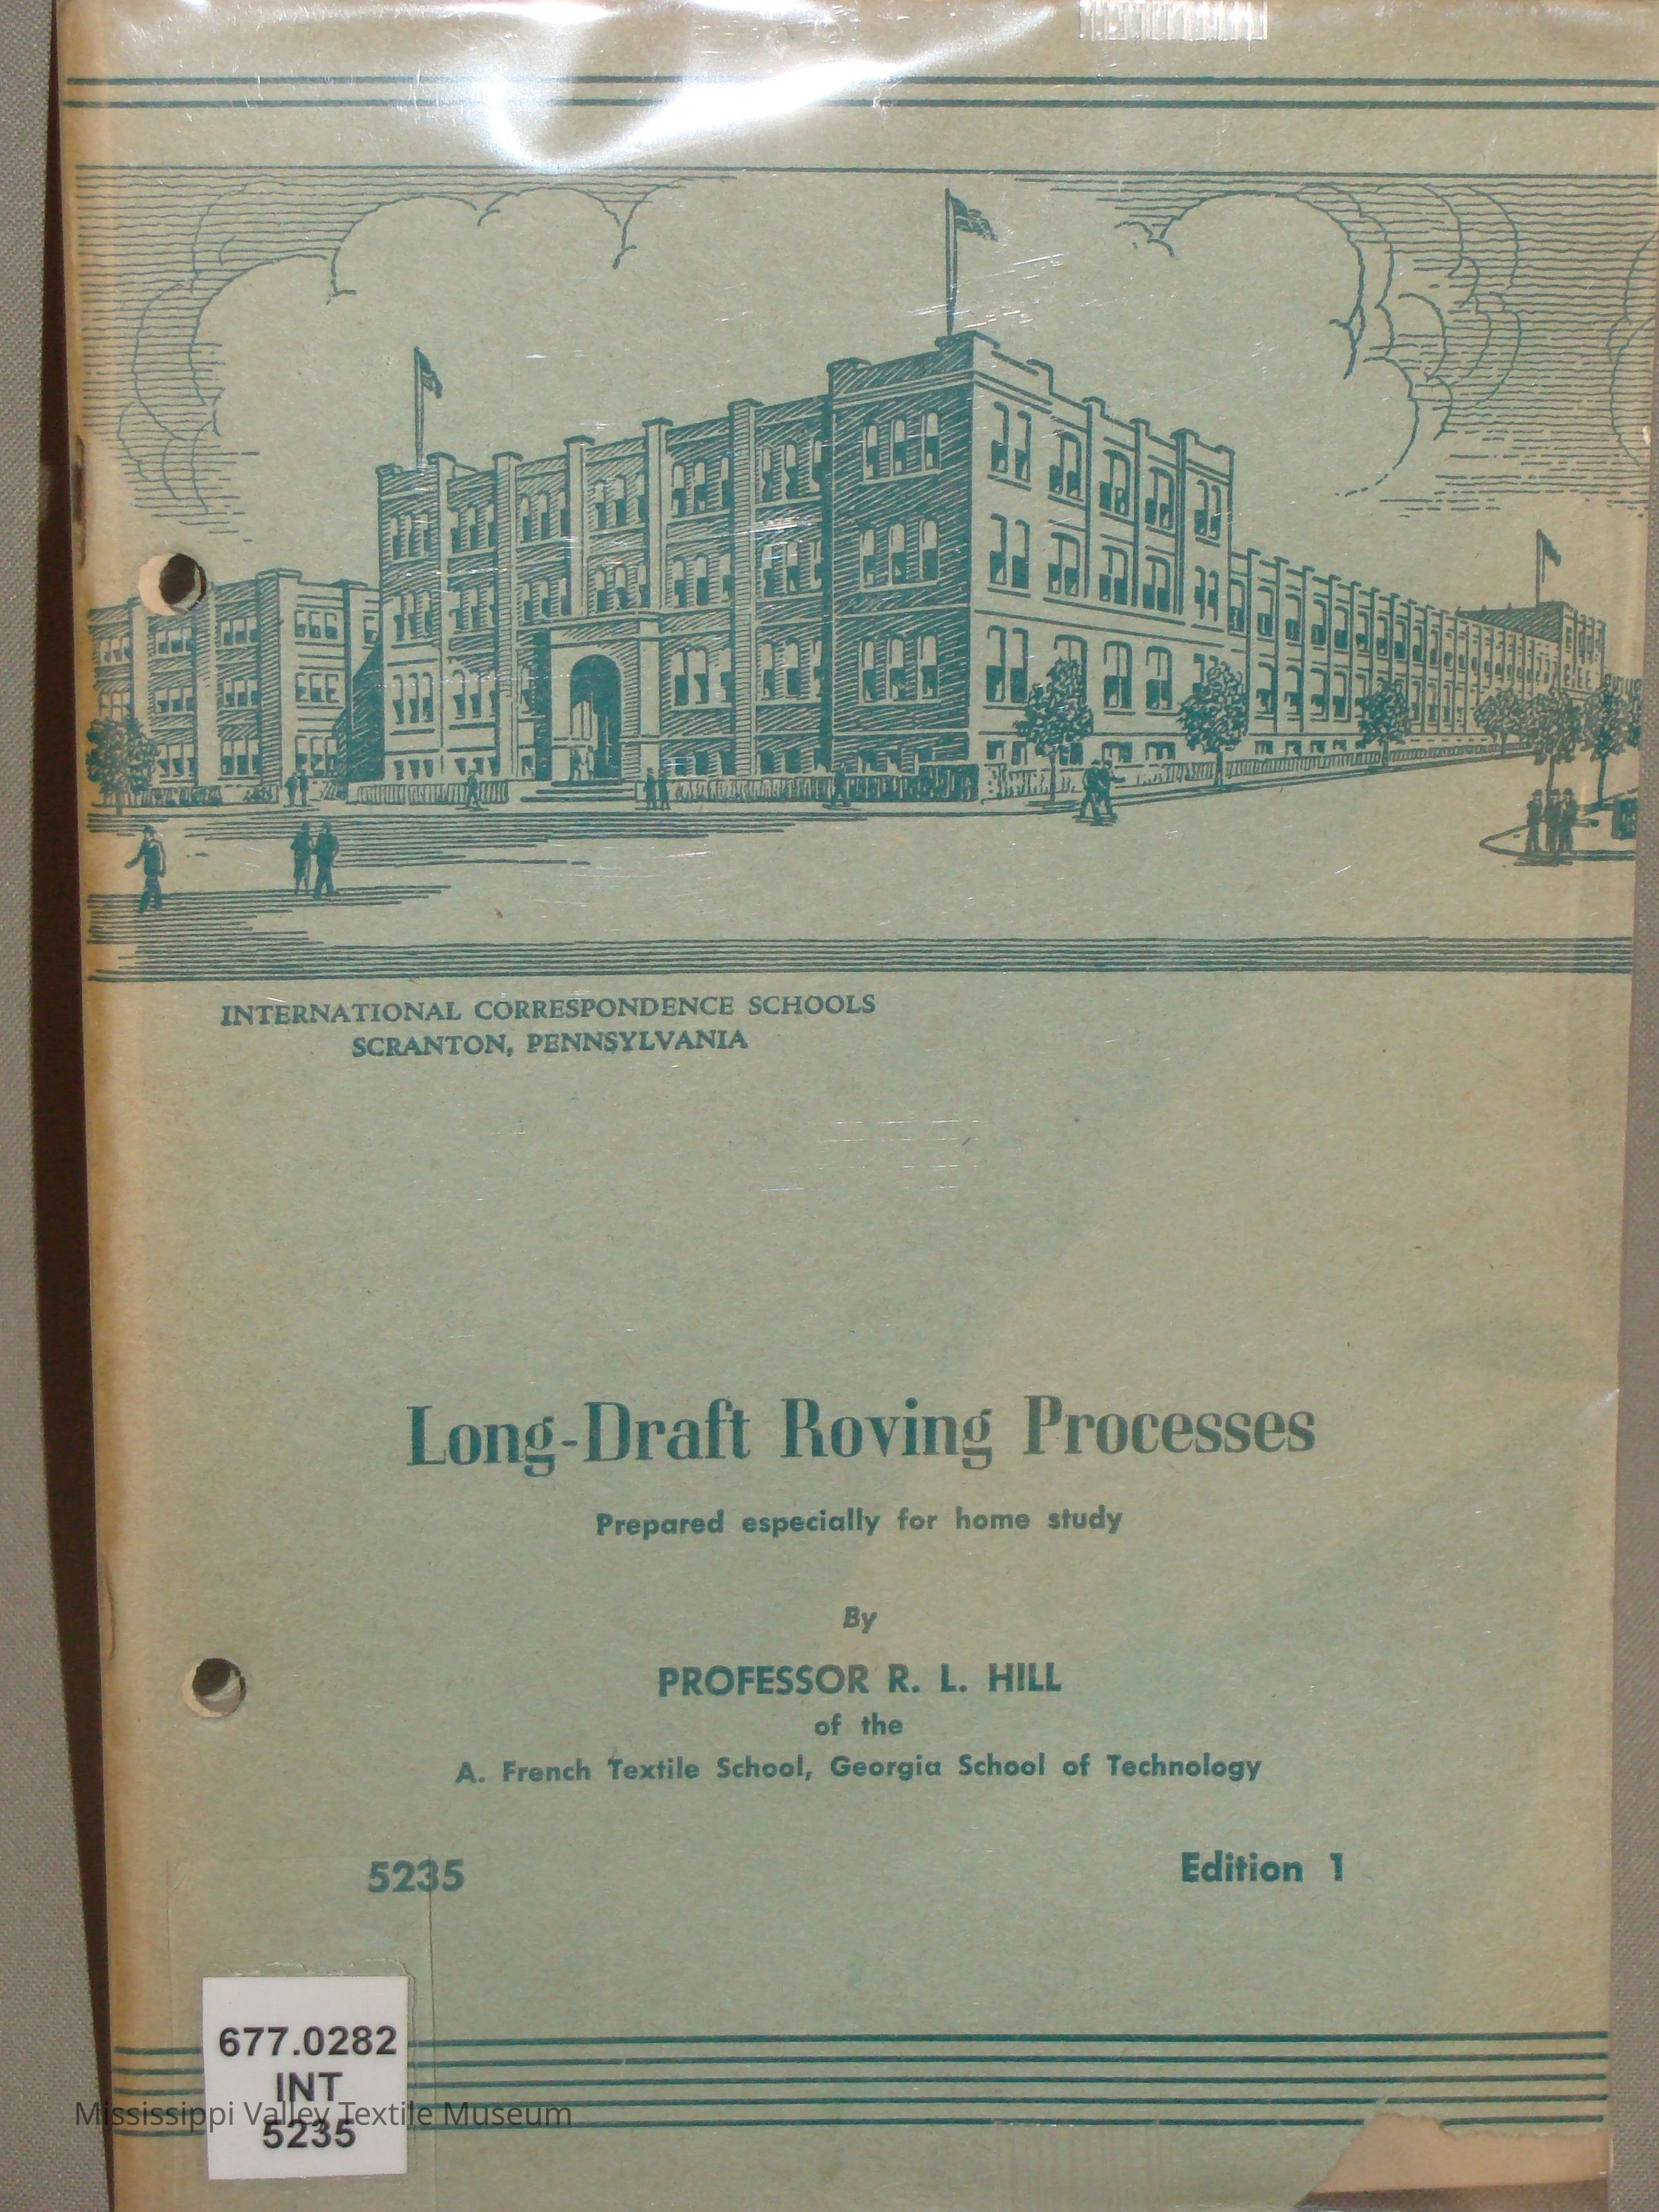 INTERNATIONAL CORRESPONDENCE SCHOOLS
SCRANTON, PENNSYLVANIA
Long-Draft Roving Processes
Prepared especially for home study
By
PROFESSOR R. L. HILL
of the
A. French Textile School, Georgia School of Technology
5235
Edition 1
677.0282
INT
5235
Mississippi Valley Textile Museum